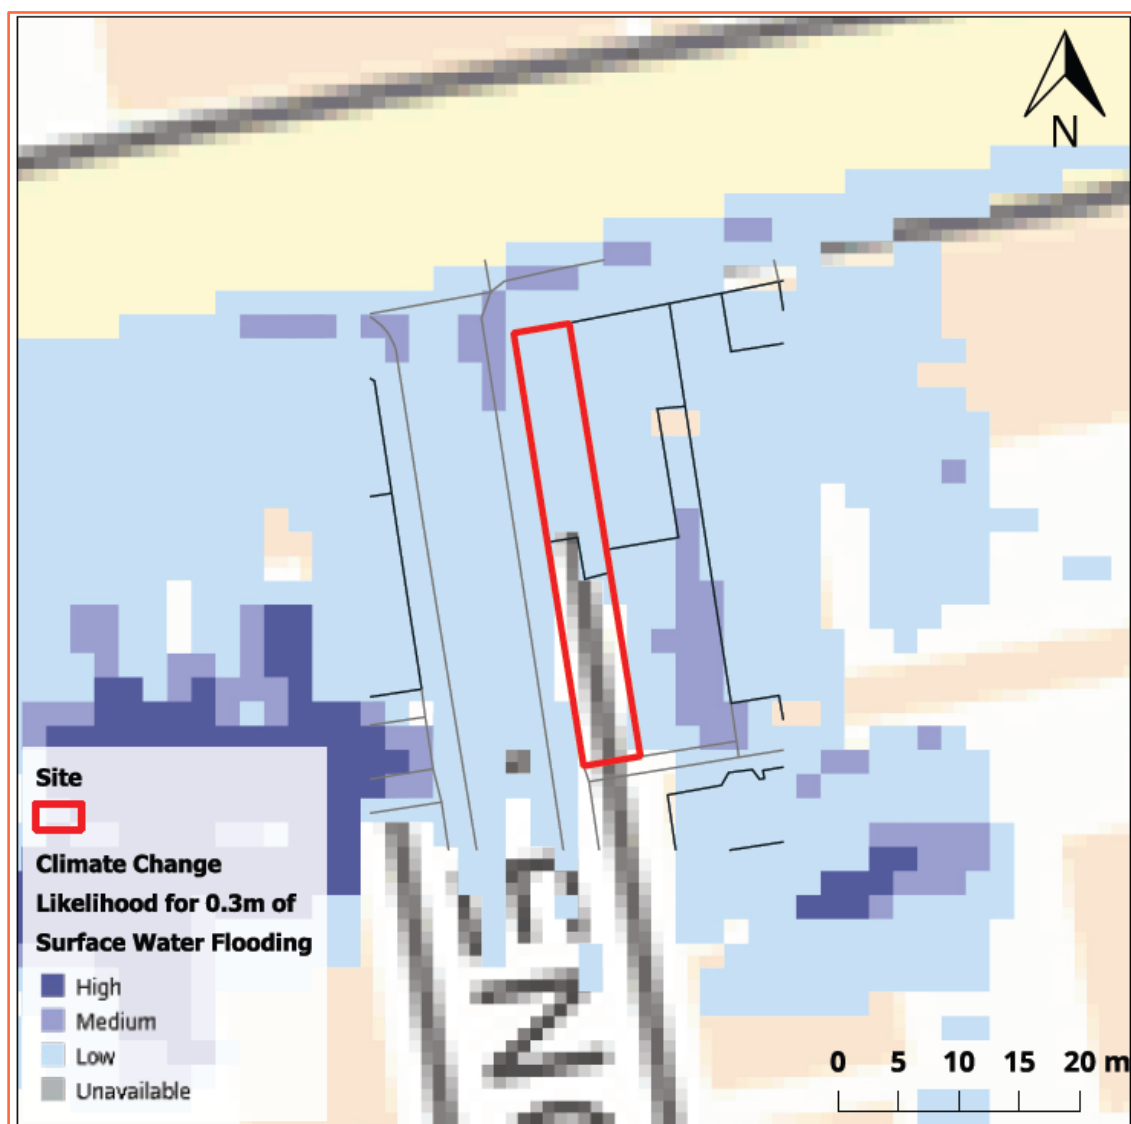 N
Site
Climate Change
Likelihood for 0.3m of
Surface Water Flooding
High
Medium
Low
Unavailable
0 5 10 15 20 m